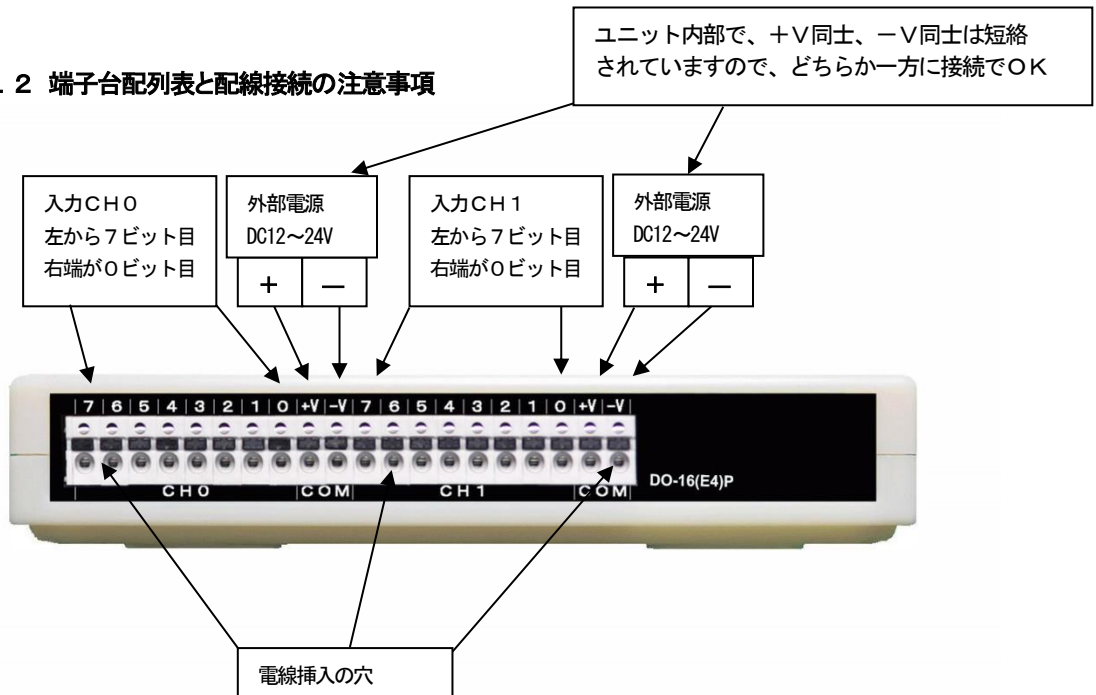 ユニット内部で、＋V同士、－V同士は短絡
されていますので、どちらか一方に接続でOK
2 端子台配列表と配線接続の注意事項
入力CH0
左から7ビット目
右端が0ビット目
外部電源
DC12～24V
＋ －
入力CH1
左から7ビット目
右端が0ビット目
外部電源
DC12～24V
＋ －
7 6 5 4 3 2 1 0 +V -V 7 6 5 4 3 2 1 0 +V -V
CH0 COM CH1 COM
DO-16(E4)P
電線挿入の穴